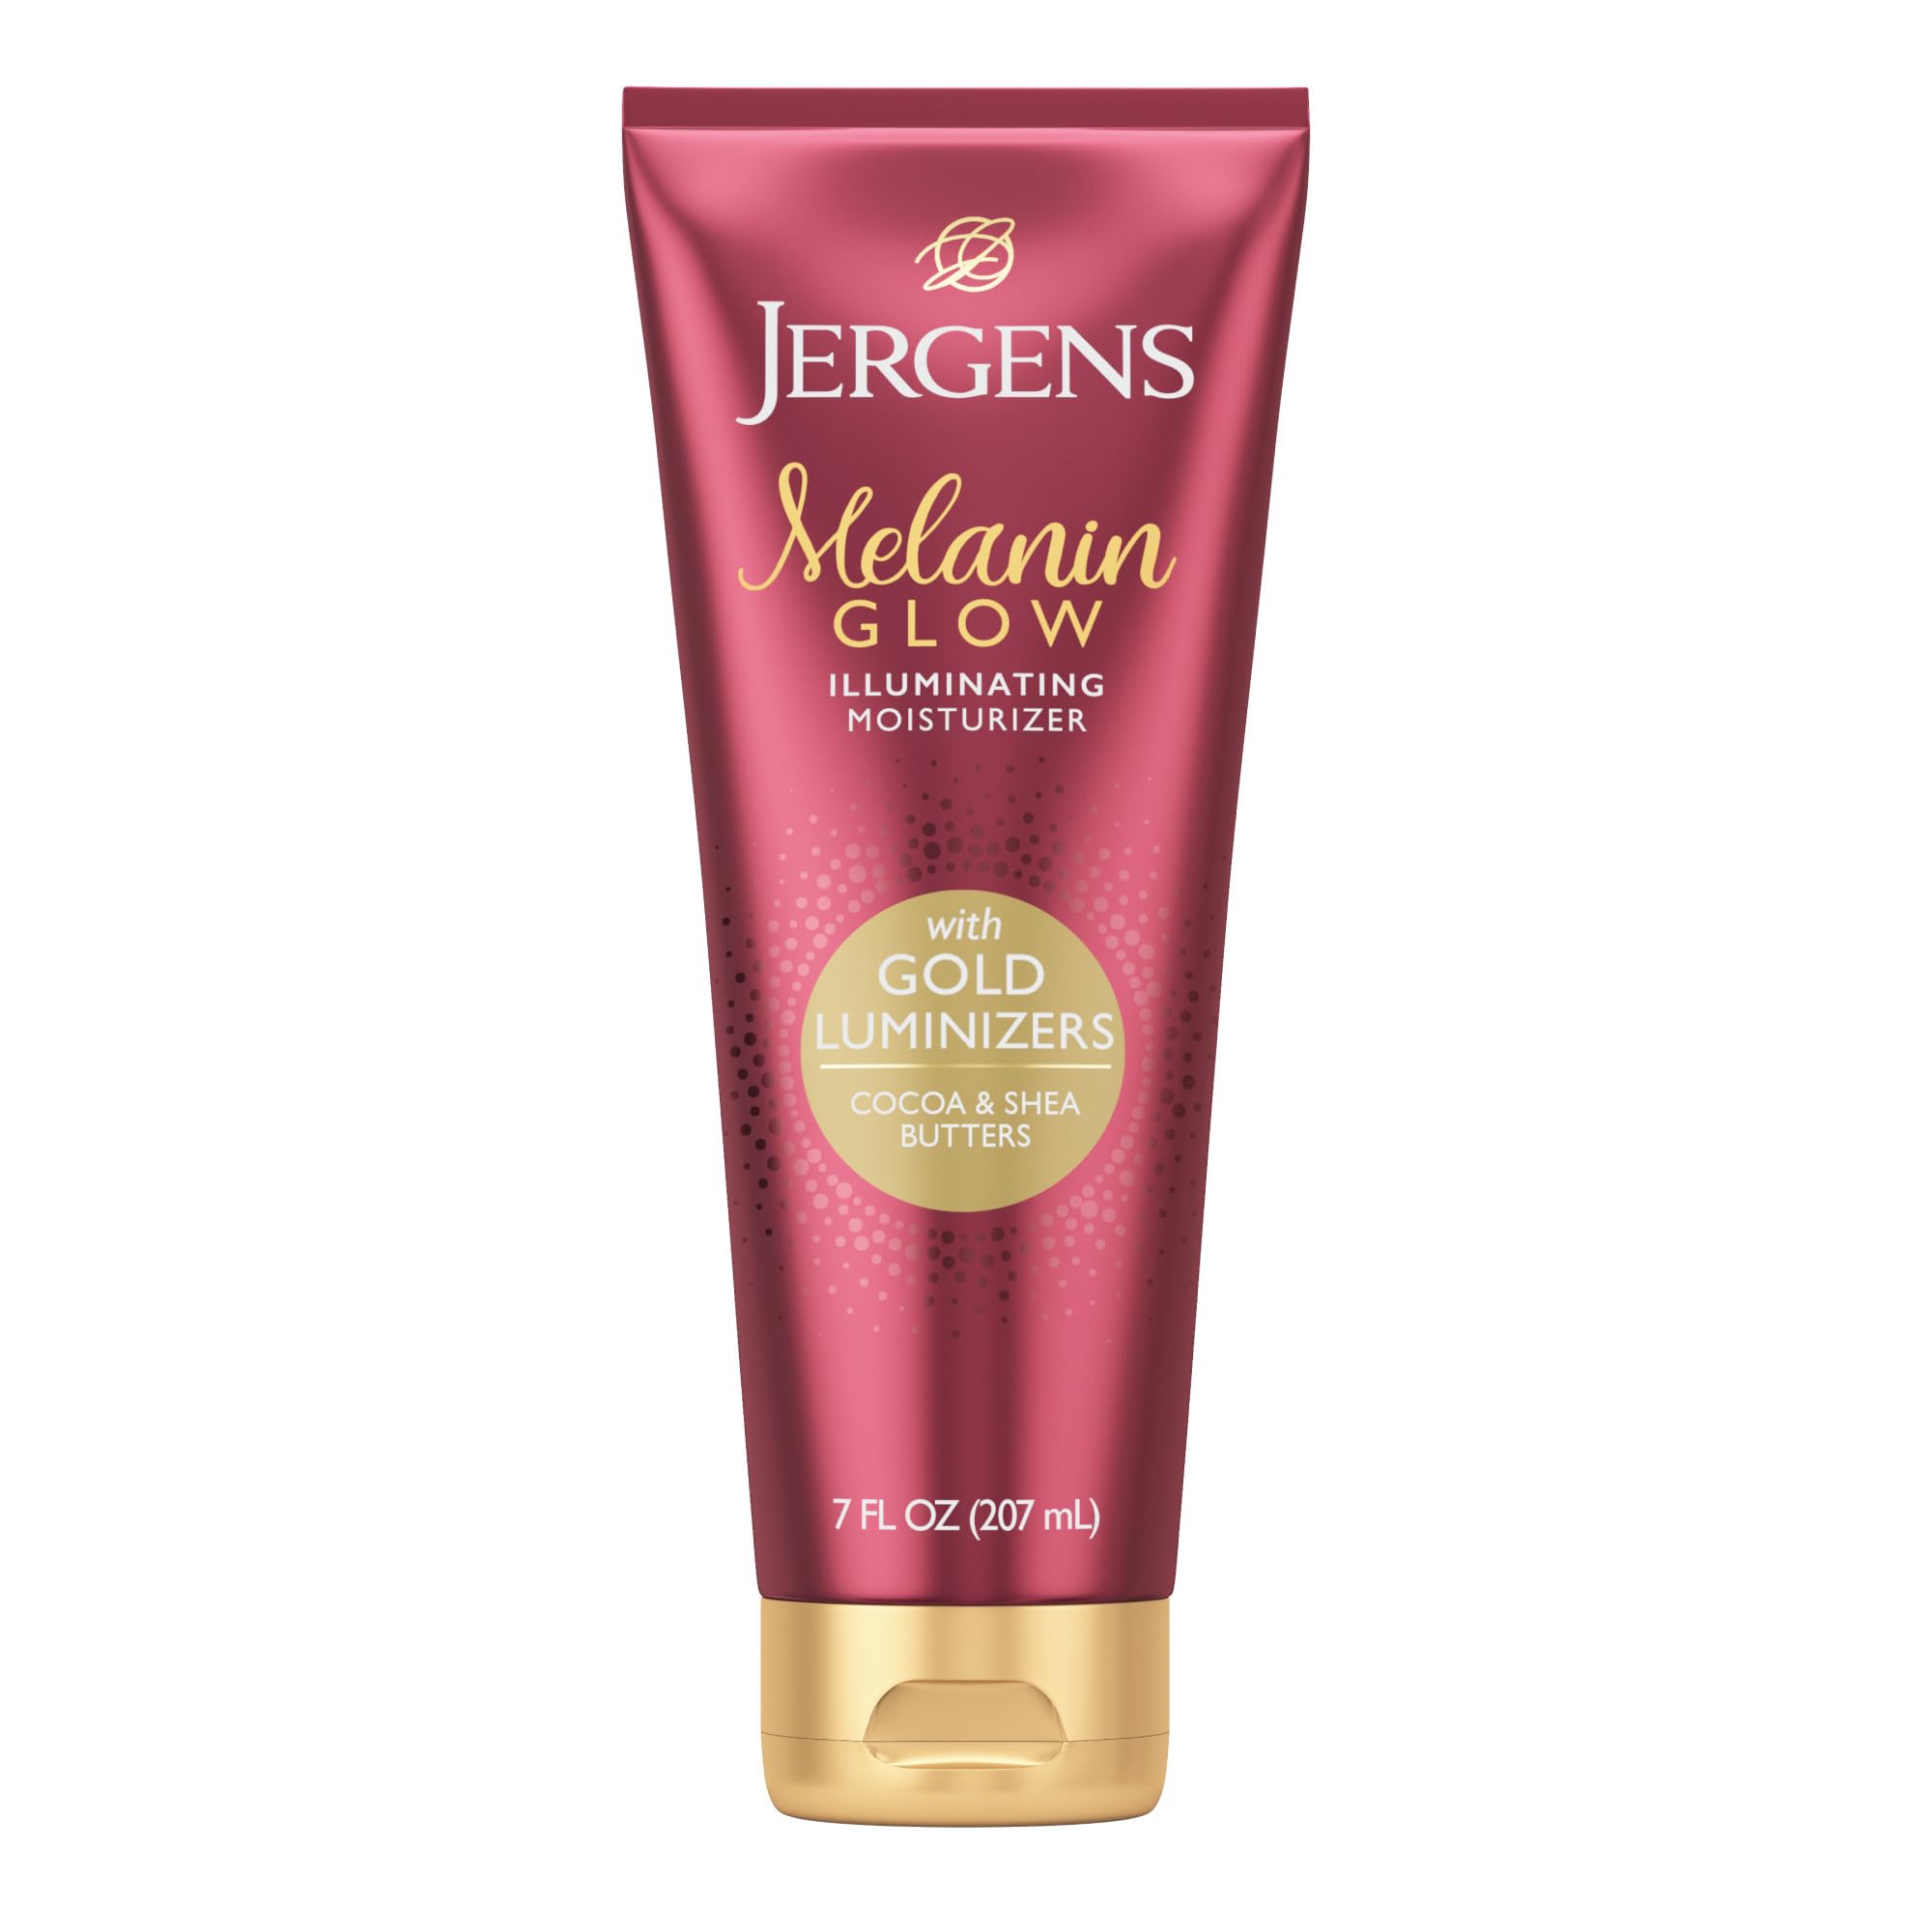 JERGENS
Melanin
GLOW
ILLUMINATING
MOISTURIZER
with
GOLD
LUMINIZERS
COCOA & SHEA
BUTTERS
7 FL OZ (207 mL)